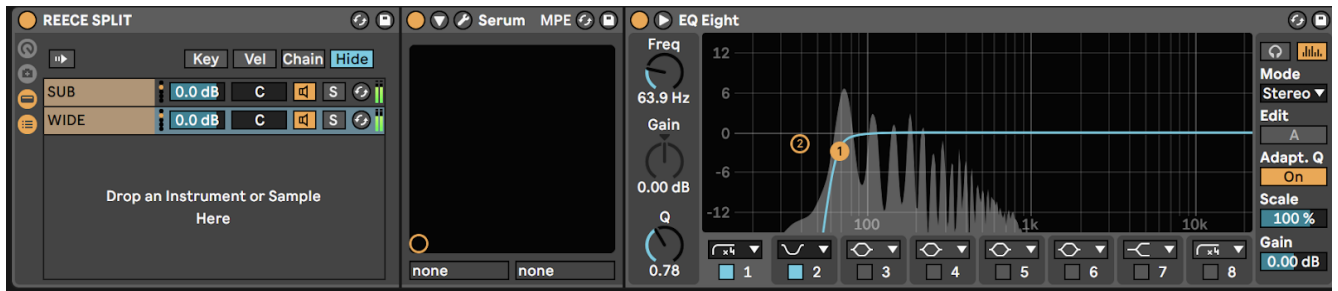 REECE SPLIT
Key Vel Chain Hide
SUB 0.0 dB C S
WIDE 0.0 dB C S
Drop an Instrument or Sample
Here
Serum MPE
none none
EQ Eight
Freq
63.9 Hz
Gain
0.00 dB
Q
0.78
12
6
0
-6
-12
2
1
100 1k 10k
x4 x4
1 2 3 4 5 6 7 8
Mode
Stereo
Edit
A
Adapt. Q
On
Scale
100 %
Gain
0.00 dB